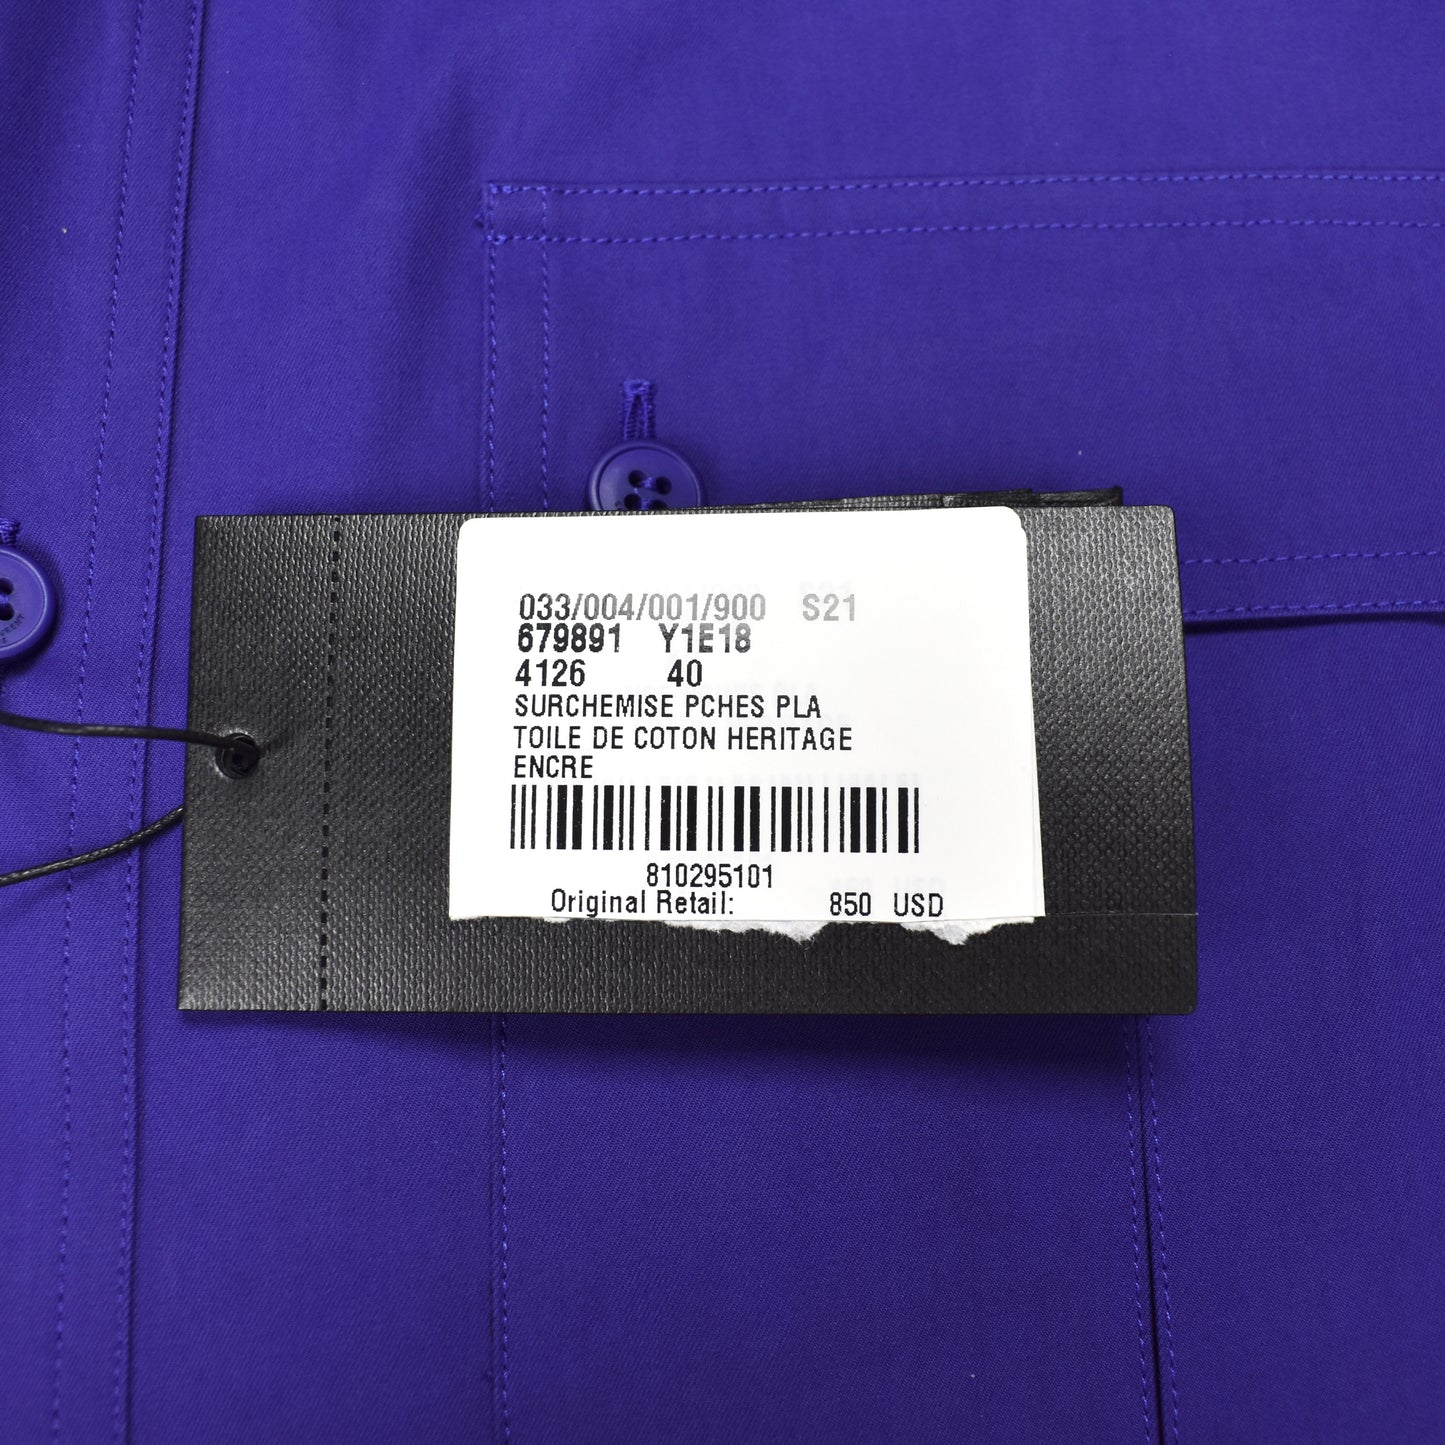 033/004/001/900 S21
679891 Y1E18
4126 40
SURCHEMISE PCHES PLA
TOILE DE COTON HERITAGE
ENCRE
810295101
Original Retail: 850 USD